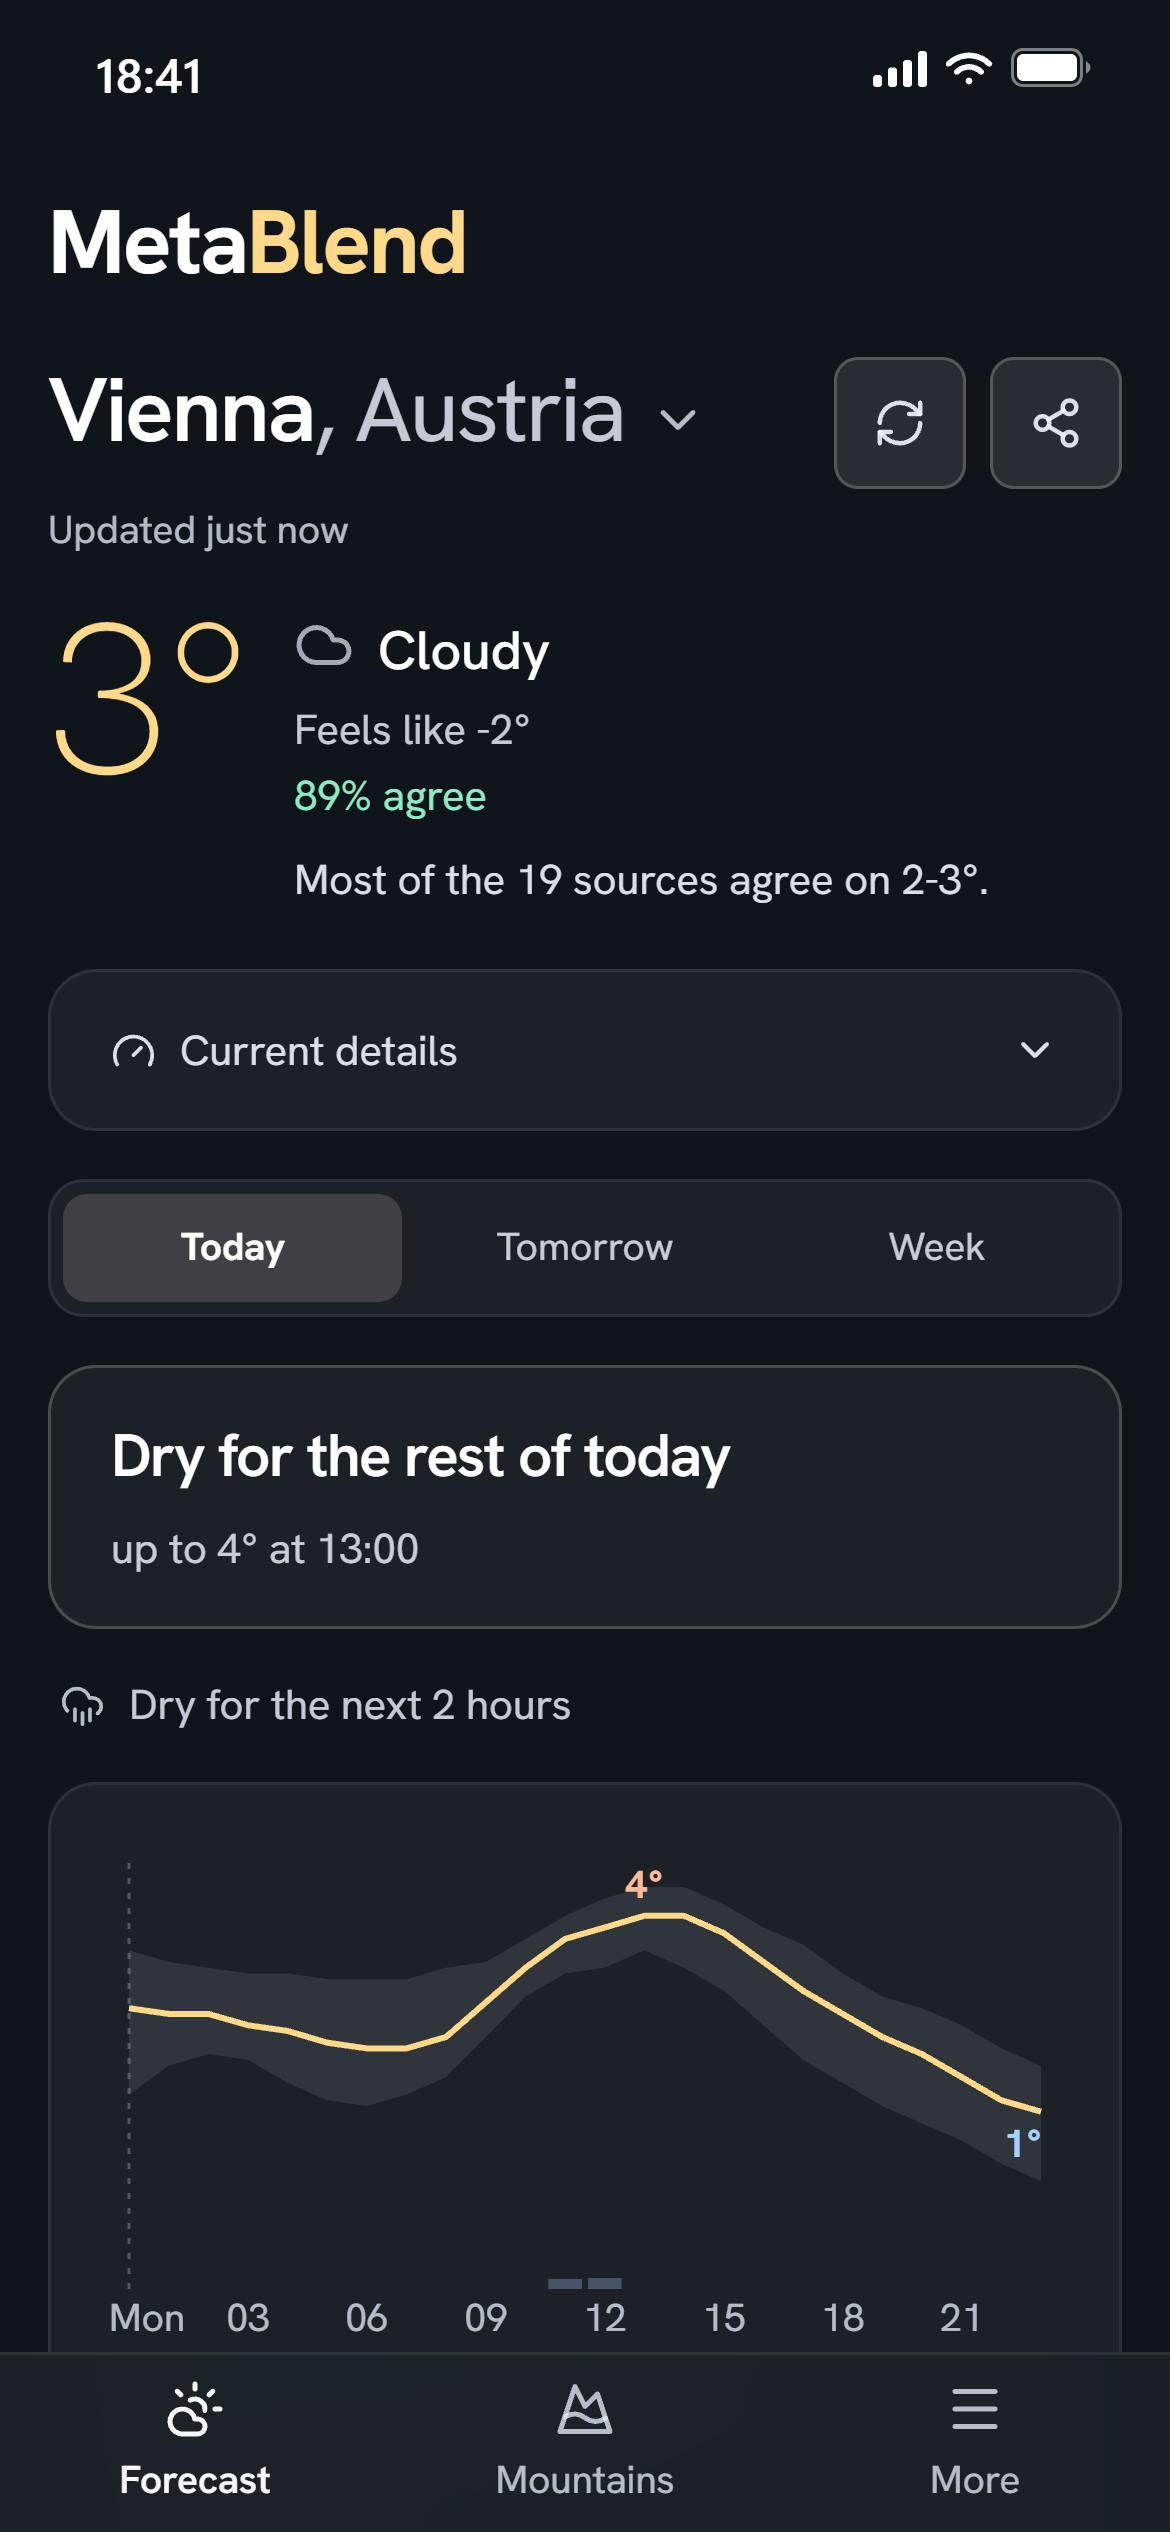 18:41
MetaBlend
Vienna, Austria
Updated just now
3°
Cloudy
Feels like -2°
89% agree
Most of the 19 sources agree on 2-3°.
Current details
Today Tomorrow Week
Dry for the rest of today
up to 4° at 13:00
Dry for the next 2 hours
4°
1°
Mon 03 06 09 12 15 18 21
Forecast Mountains More